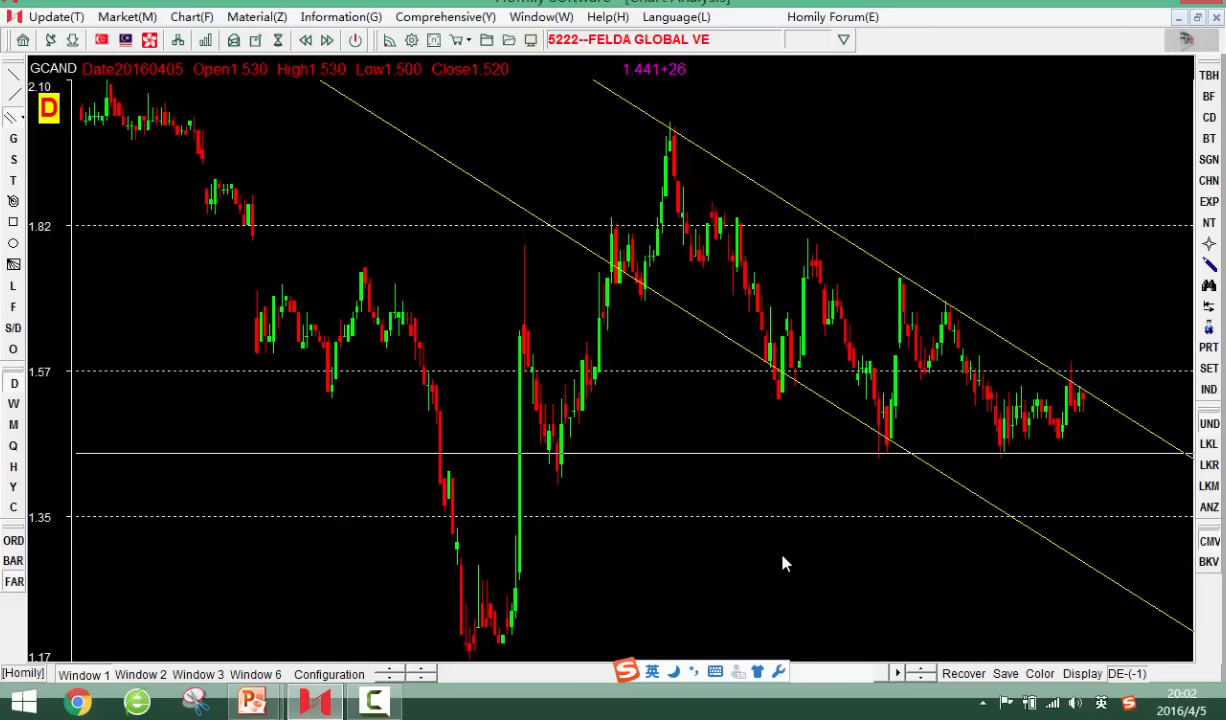 Homily Software - [Chart Analysis]
Update(T) Market(M) Chart(F) Material(Z) Information(G) Comprehensive(Y) Window(W) Help(H) Language(L) Homily Forum(E)
5222--FELDA GLOBAL VE
GCAND Date20160405 Open1.530 High1.530 Low1.500 Close1.520 1.441+26
2.10
D
1.82
1.57
1.35
1.17
G
S
T
L
F
S/D
O
D
W
M
Q
H
Y
C
ORD
BAR
FAR
TBH
BF
CD
BT
SGN
CHN
EXP
NT
PRT
SET
IND
UND
LKL
LKR
LKM
ANZ
CMV
BKV
[Homily] Window 1 Window 2 Window 3 Window 6 Configuration
英
Recover Save Color Display DE-(-1)
英
20:02
2016/4/5